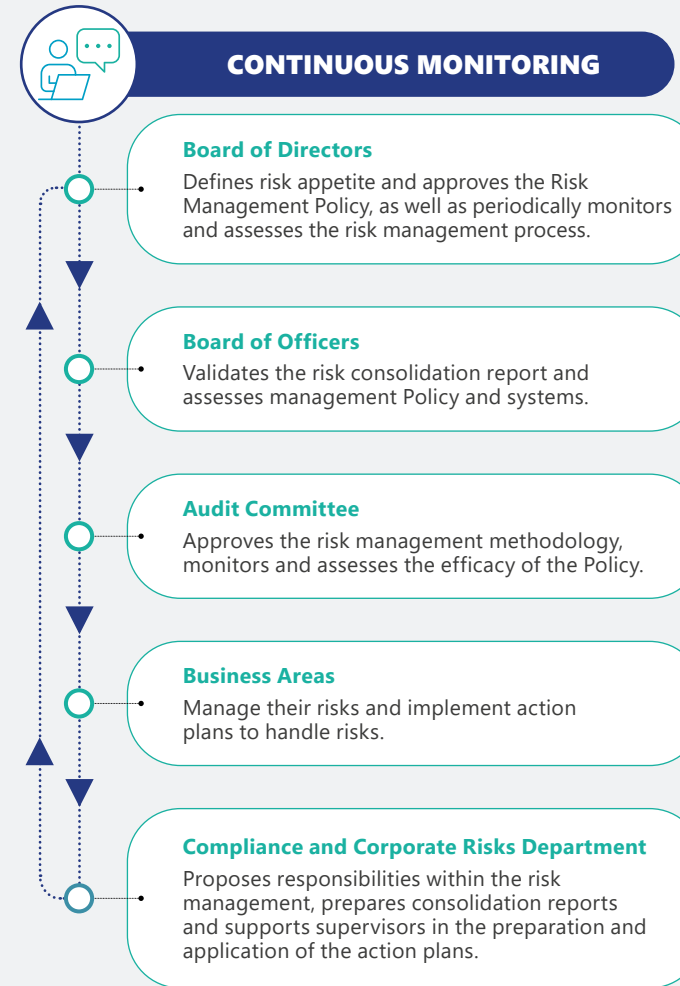 CONTINUOUS MONITORING
Board of Directors
Defines risk appetite and approves the Risk
Management Policy, as well as periodically monitors
and assesses the risk management process.
Board of Officers
Validates the risk consolidation report and
assesses management Policy and systems.
Audit Committee
Approves the risk management methodology,
monitors and assesses the efficacy of the Policy.
Business Areas
Manage their risks and implement action
plans to handle risks.
Compliance and Corporate Risks Department
Proposes responsibilities within the risk
management, prepares consolidation reports
and supports supervisors in the preparation and
application of the action plans.